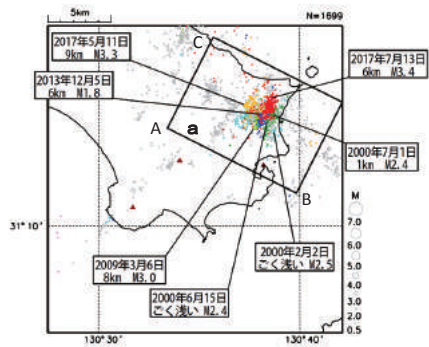 5km
N=1699
2017年5月11日
9km M3.3
C
2017年7月13日
6km M3.4
2013年12月5日
6km M1.8
A
a
2000年7月1日
1km M2.4
B
M
7.0
6.0
5.0
4.0
3.0
2.0
0.5
31°10'
2000年2月2日
ごく浅い M2.5
2009年3月6日
8km M3.0
2000年6月15日
ごく浅い M2.4
130°30'
130°40'